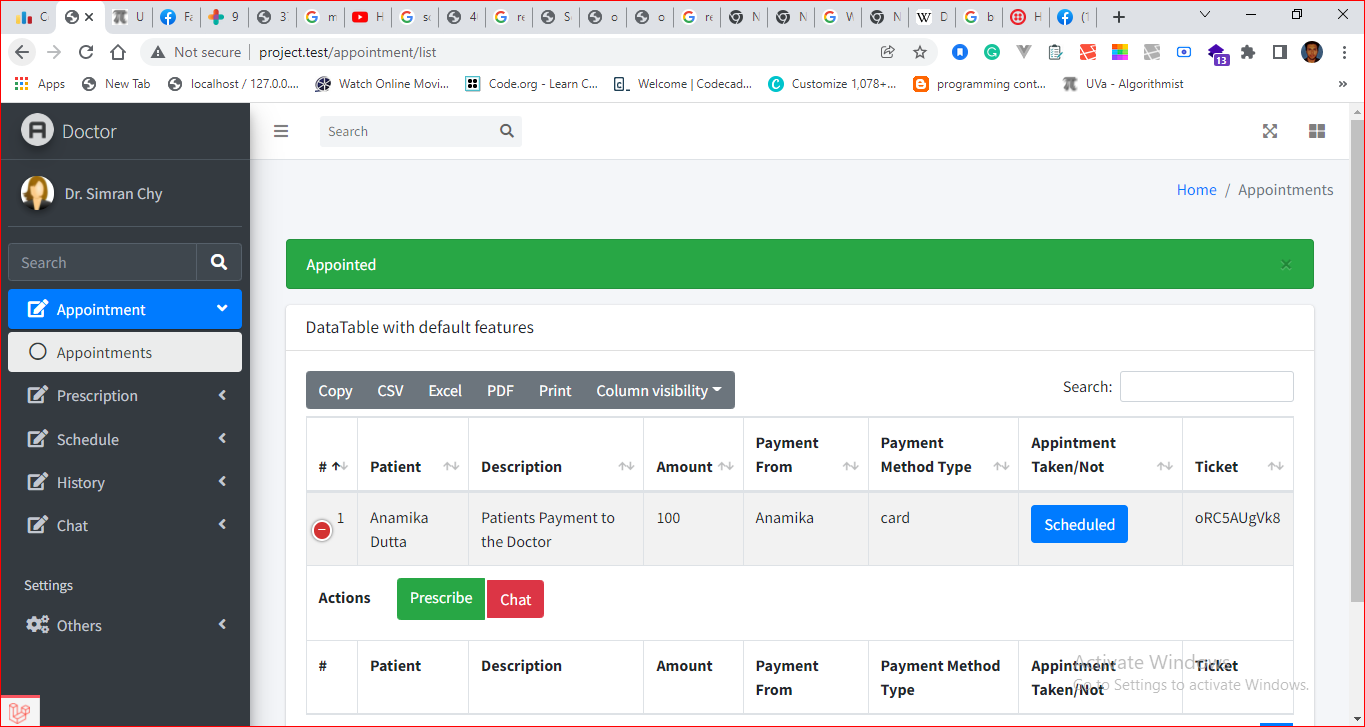 C
U
Fa
9
37
m
H
sc
4
re
S
o
o
re
N
N
W
N
D
b
H
(1
Not secure
project.test/appointment/list
13
Apps
New Tab
localhost / 127.0.0....
Watch Online Movi...
Code.org - Learn C...
Welcome | Codecad...
Customize 1,078+...
programming cont...
UVa - Algorithmist
»
Doctor
Search
Dr. Simran Chy
Home / Appointments
Search
Appointed
×
Appointment
Appointments
Prescription
Schedule
History
Chat
Settings
Others
DataTable with default features
Copy CSV Excel PDF Print Column visibility
Search:
# Patient Description Amount Payment From Payment Method Type Appintment Taken/Not Ticket
1 Anamika Dutta Patients Payment to the Doctor 100 Anamika card Scheduled oRC5AUgVk8
Actions Prescribe Chat
# Patient Description Amount Payment From Payment Method Type Appintment Taken/Not Ticket
Activate Windows
Go to Settings to activate Windows.